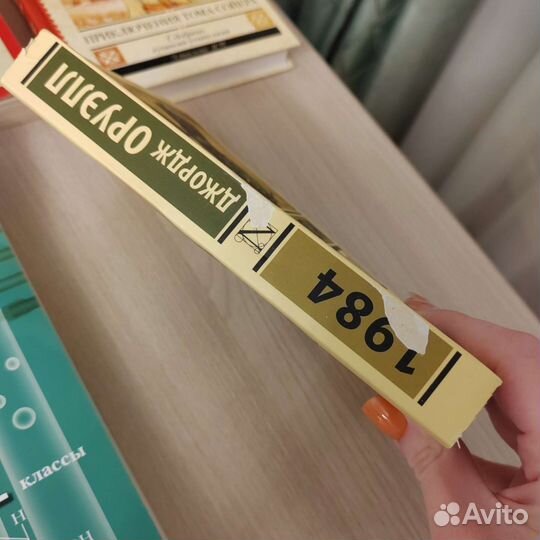 ПРИКЛЮЧЕНИЯ ТОМА СОЙЕРА
ДЖОРДЖ ОРУЭЛЛ
1984
классы
Н
Н
Avito